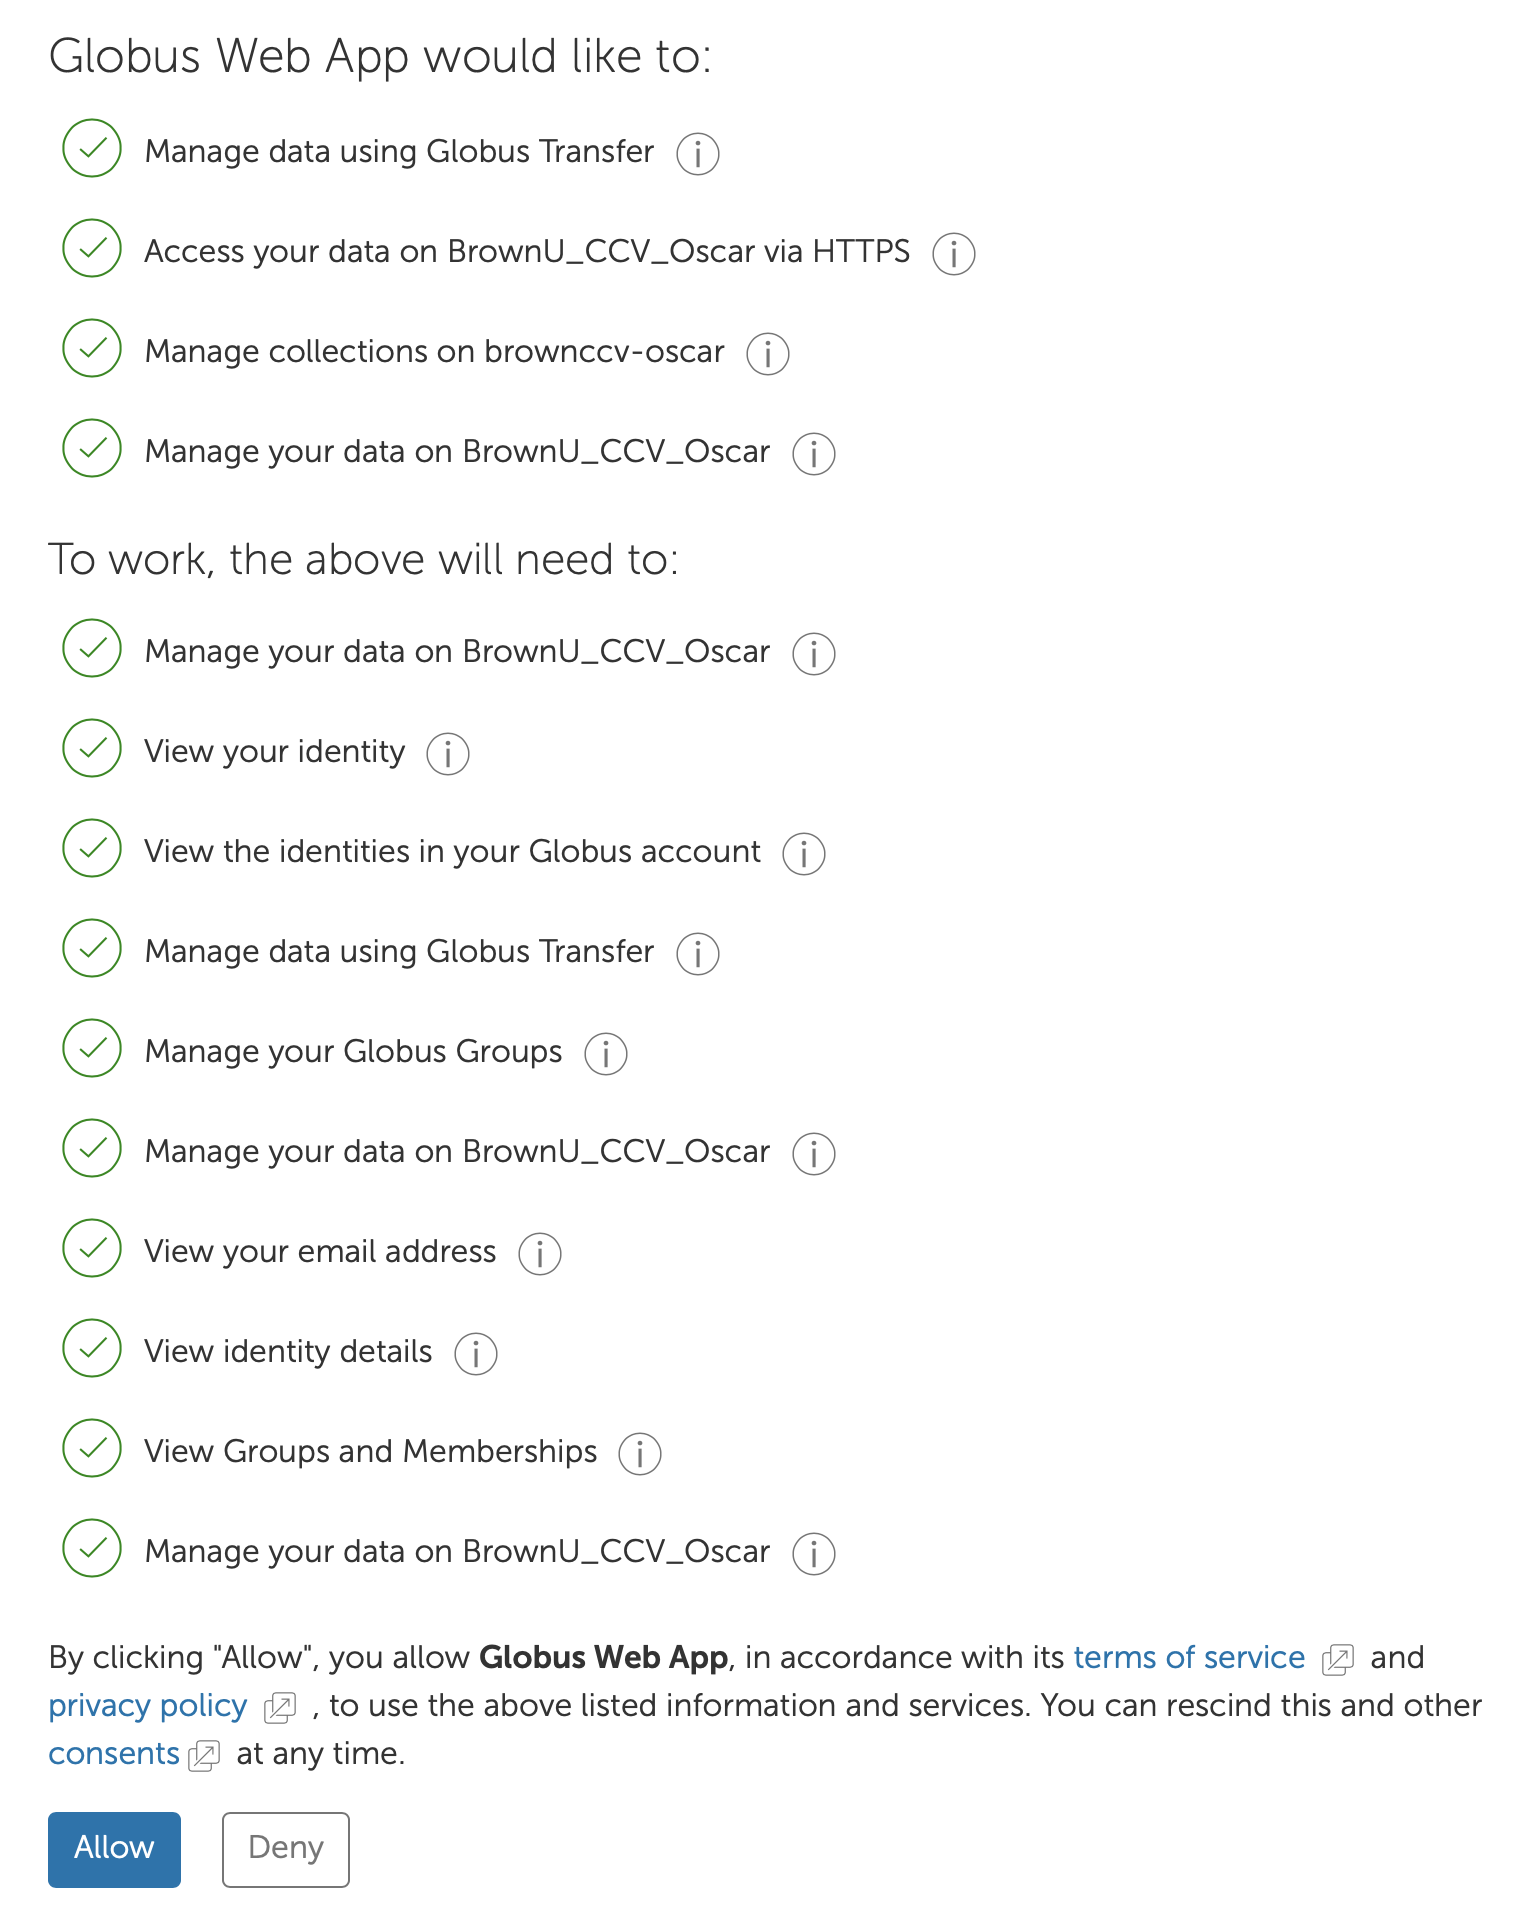 Globus Web App would like to:
Manage data using Globus Transfer
Access your data on BrownU_CCV_Oscar via HTTPS
Manage collections on brownccv-oscar
Manage your data on BrownU_CCV_Oscar
To work, the above will need to:
Manage your data on BrownU_CCV_Oscar
View your identity
View the identities in your Globus account
Manage data using Globus Transfer
Manage your Globus Groups
Manage your data on BrownU_CCV_Oscar
View your email address
View identity details
View Groups and Memberships
Manage your data on BrownU_CCV_Oscar
By clicking "Allow", you allow Globus Web App, in accordance with its terms of service and
privacy policy , to use the above listed information and services. You can rescind this and other
consents at any time.
Allow Deny